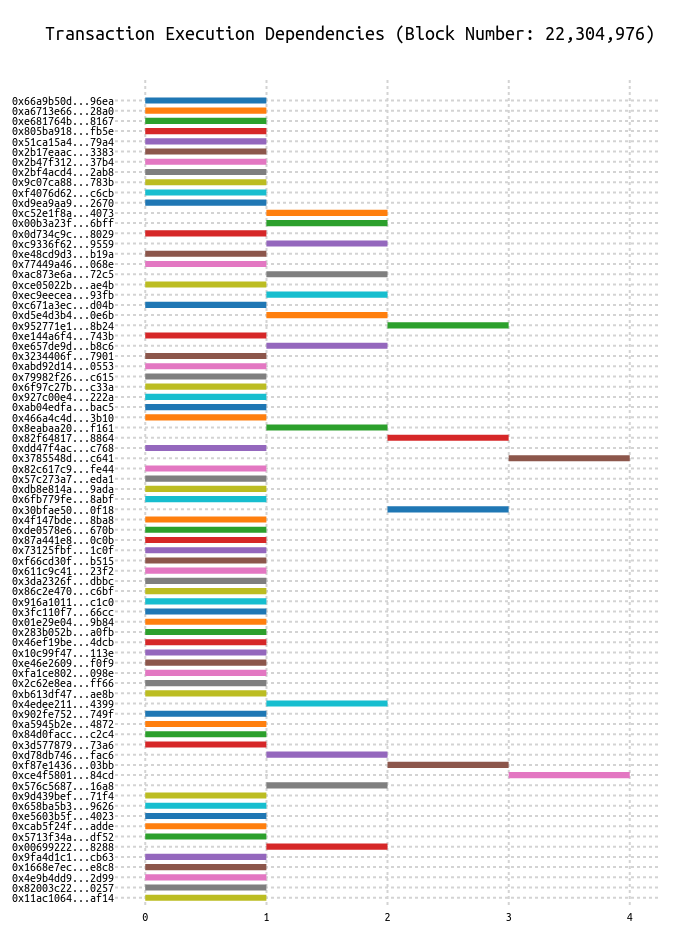 Transaction Execution Dependencies (Block Number: 22,304,976)
0x66a9b50d...96ea
0xa6713e66...28a0
0xe681764b...8167
0x805ba918...fb5e
0x51ca15a4...79a4
0x2b17eaac...3383
0x2b47f312...37b4
0x2bf4acd4...2ab8
0x9c07ca88...783b
0xf4076d62...c6cb
0xd9ea9aa9...2670
0xc52e1f8a...4073
0x00b3a23f...6bff
0x0d734c9c...8029
0xc9336f62...9559
0xe48cd9d3...b19a
0x77449a46...068e
0xac873e6a...72c5
0xce05022b...ae4b
0xec9eecea...93fb
0xc671a3ec...d04b
0xd5e4d3b4...0e6b
0x952771e1...8b24
0xe144a6f4...743b
0xe657de9d...b8c6
0x3234406f...7901
0xabd92d14...0553
0x79982f26...c615
0x6f97c27b...c33a
0x927c00e4...222a
0xab04edfa...bac5
0x466a4c4d...3b10
0x8eabaa20...f161
0x82f64817...8864
0xdd47f4ac...c768
0x3785548d...c641
0x82c617c9...fe44
0x57c273a7...eda1
0xdb8e814a...9ada
0x6fb779fe...8abf
0x30bfae50...0f18
0x4f147bde...8ba8
0xde0578e6...670b
0x87a441e8...0c0b
0x73125fbf...1c0f
0xf66cd30f...b515
0x611c9c41...23f2
0x3da2326f...dbbc
0x86c2e470...c6bf
0x916a1011...c1c0
0x3fc110f7...66cc
0x01e29e04...9b84
0x283b052b...a0fb
0x46ef19be...4dcb
0x10c99f47...113e
0xe46e2609...f0f9
0xfa1ce802...098e
0x2c62e8ea...ff66
0xb613df47...ae8b
0x4edee211...4399
0x902fe752...749f
0xa5945b2e...4872
0x84d0facc...c2c4
0x3d577879...73a6
0xd78db746...fac6
0xf87e1436...03bb
0xce4f5801...84cd
0x576c5687...16a8
0x9d439bef...71f4
0x658ba5b3...9626
0xe5603b5f...4023
0xcab5f24f...adde
0x5713f34a...df52
0x00699222...8288
0x9fa4d1c1...cb63
0x1668e7ec...e8c8
0x4e9b4dd9...2d99
0x82003c22...0257
0x11ac1064...af14
0 1 2 3 4